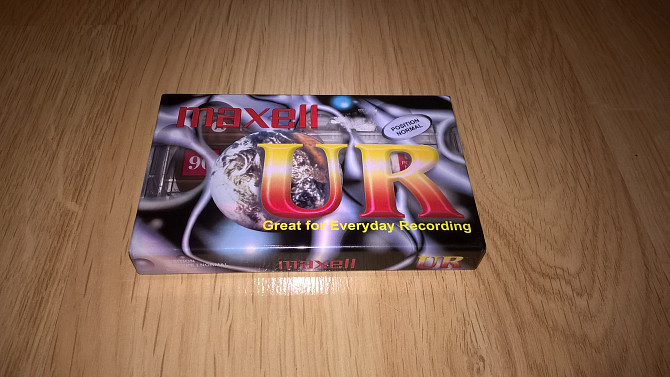 maxell
POSITION
NORMAL
90
UR
Great for Everyday Recording
maxell
UR